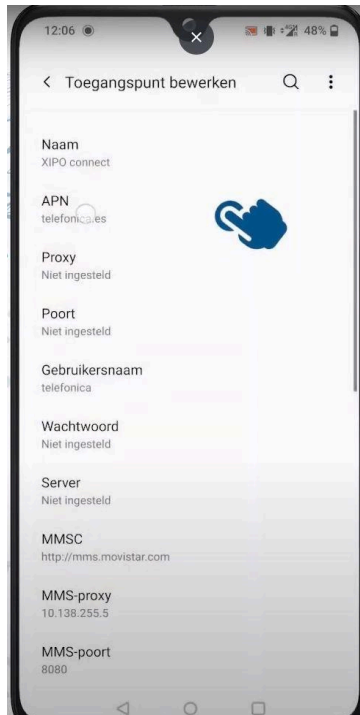 12:06
48%
Toegangspunt bewerken
Naam
XIPO connect
APN
telefonica.es
Proxy
Niet ingesteld
Poort
Niet ingesteld
Gebruikersnaam
telefonica
Wachtwoord
Niet ingesteld
Server
Niet ingesteld
MMSC
http://mms.movistar.com
MMS-proxy
10.138.255.5
MMS-poort
8080